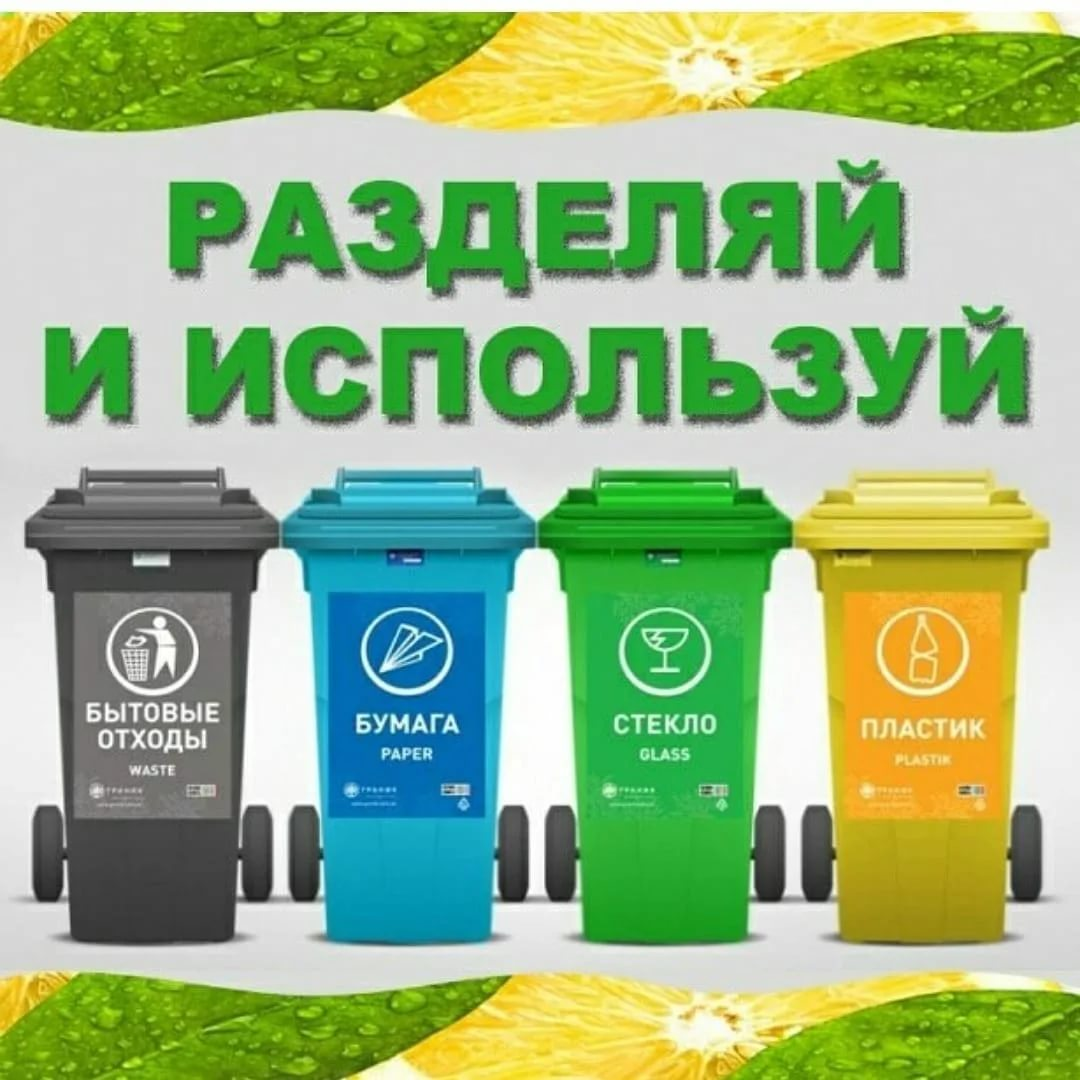 РАЗДЕЛЯЙ
И ИСПОЛЬЗУЙ
БЫТОВЫЕ
ОТХОДЫ
WASTE
БУМАГА
PAPER
СТЕКЛО
GLASS
ПЛАСТИК
PLASTIK